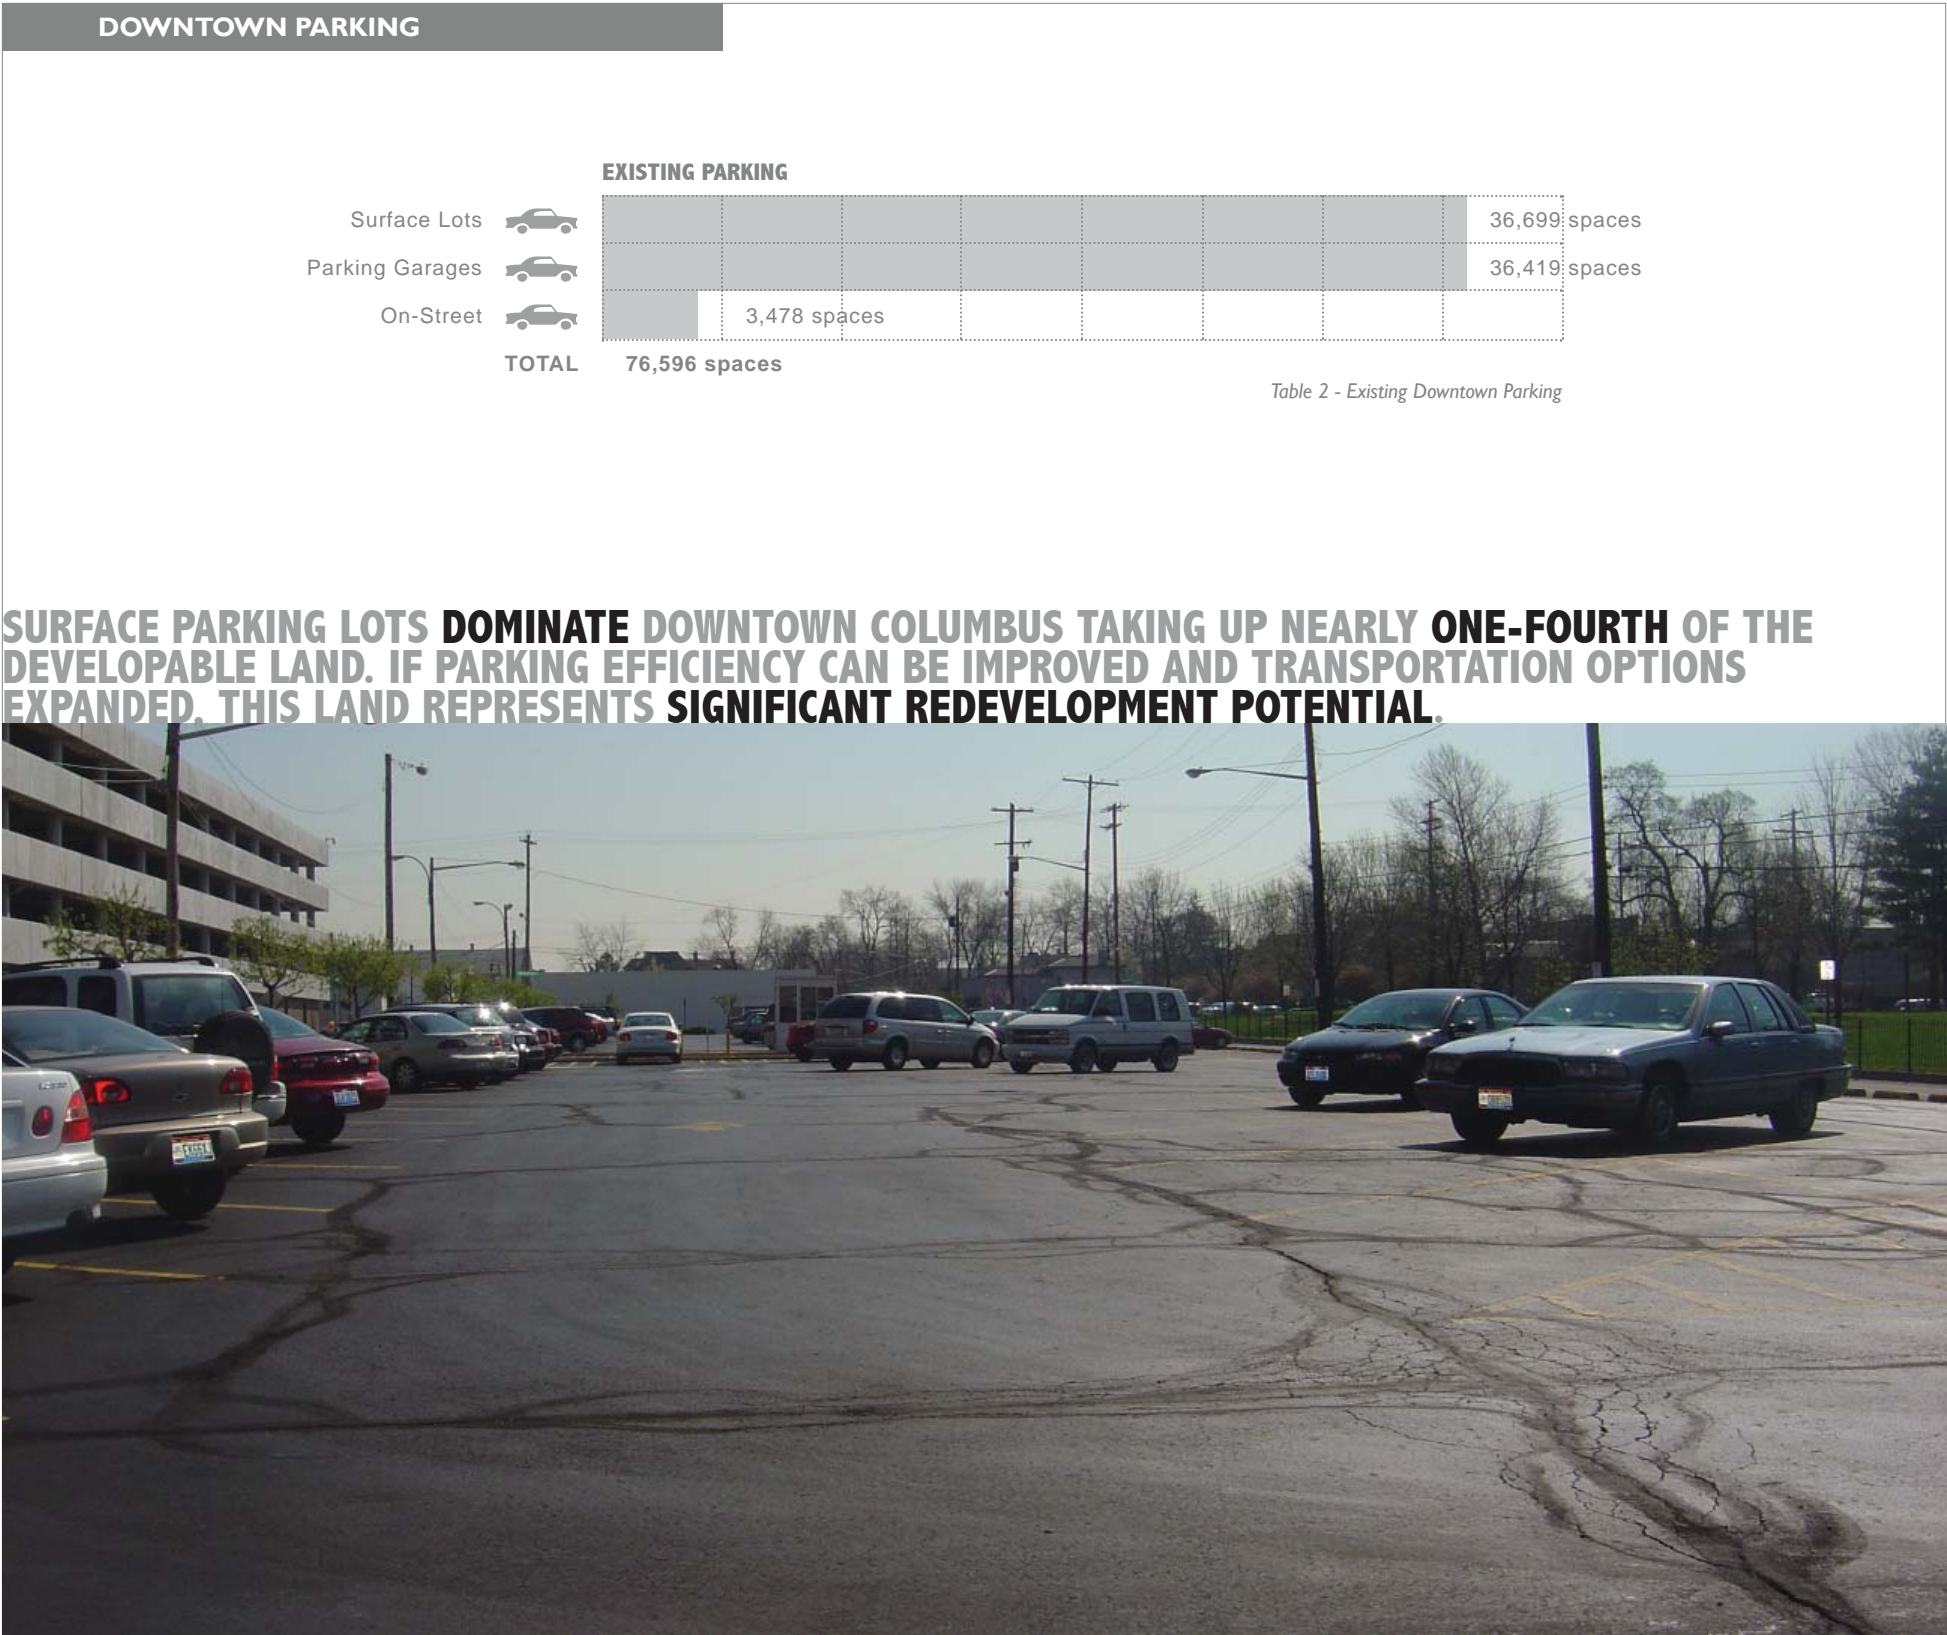 DOWNTOWN PARKING
EXISTING PARKING
Surface Lots 36,699 spaces
Parking Garages 36,419 spaces
On-Street 3,478 spaces
TOTAL 76,596 spaces
Table 2 - Existing Downtown Parking
SURFACE PARKING LOTS DOMINATE DOWNTOWN COLUMBUS TAKING UP NEARLY ONE-FOURTH OF THE
DEVELOPABLE LAND. IF PARKING EFFICIENCY CAN BE IMPROVED AND TRANSPORTATION OPTIONS
EXPANDED, THIS LAND REPRESENTS SIGNIFICANT REDEVELOPMENT POTENTIAL.